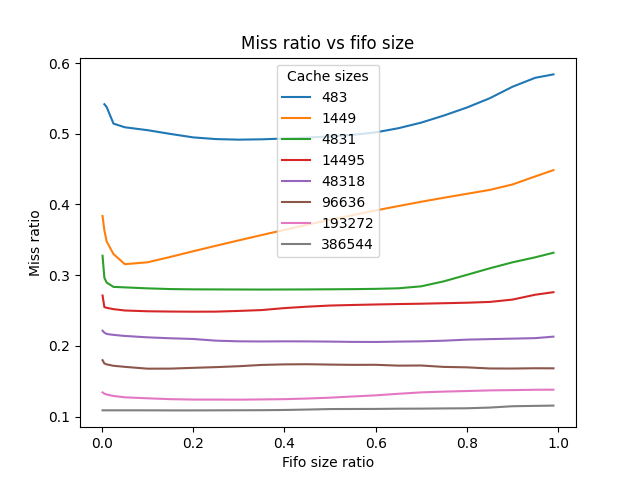 Miss ratio vs fifo size
Cache sizes
483
1449
4831
14495
48318
96636
193272
386544
0.6
0.5
0.4
0.3
0.2
0.1
Miss ratio
0.0 0.2 0.4 0.6 0.8 1.0
Fifo size ratio